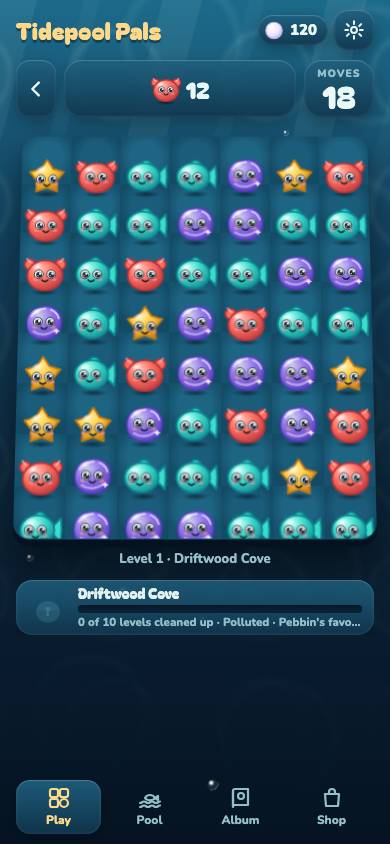 Tidepool Pals
120
12
MOVES
18
Level 1 · Driftwood Cove
Driftwood Cove
0 of 10 levels cleaned up · Polluted · Pebbin's favo...
Play
Pool
Album
Shop